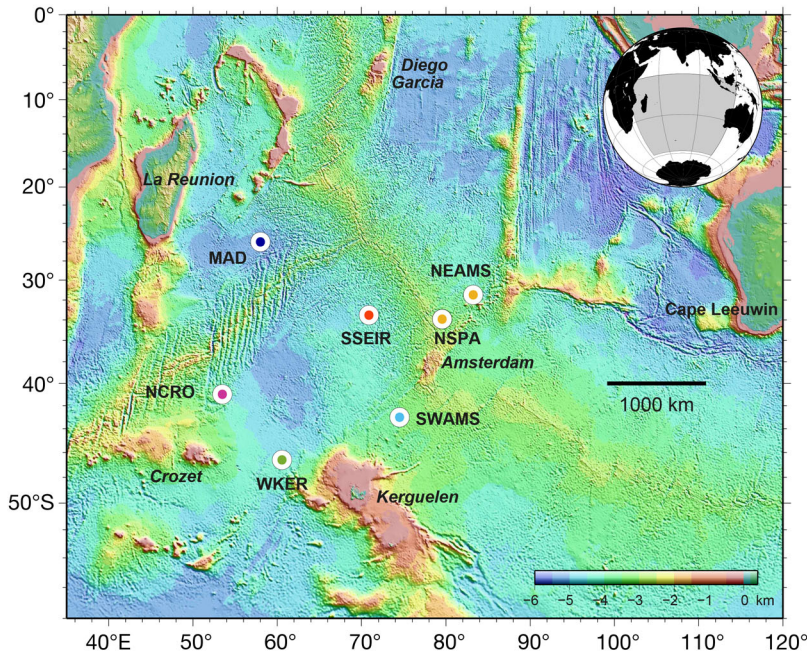 0°
10°
20°
30°
40°
50°S
Diego
Garcia
La Reunion
MAD
NEAMS
SSEIR
NSPA
Cape Leeuwin
Amsterdam
NCRO
1000 km
SWAMS
Crozet
WKER
Kerguelen
−6 −5 −4 −3 −2 −1 0 km
40°E 50° 60° 70° 80° 90° 100° 110° 120°